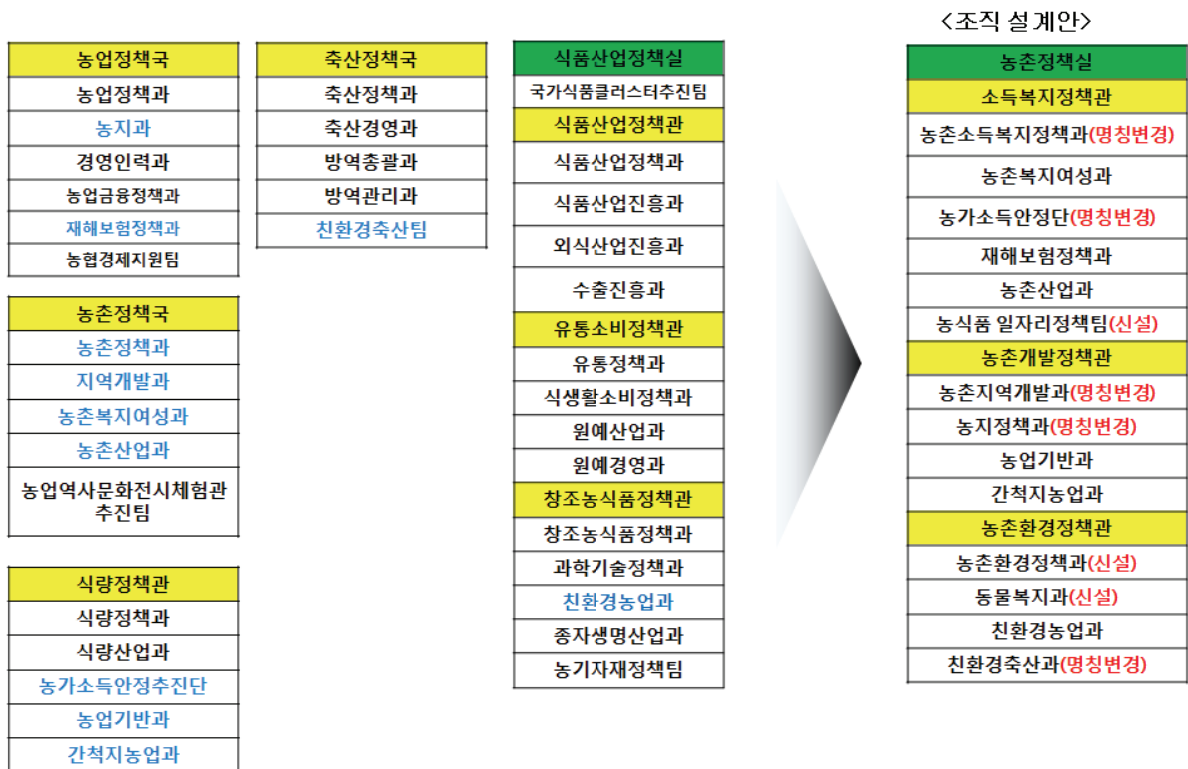 <조직 설계안>
농업정책국
농업정책과
농지과
경영인력과
농업금융정책과
재해보험정책과
농협경제지원팀
농촌정책국
농촌정책과
지역개발과
농촌복지여성과
농촌산업과
농업역사문화전시체험관
추진팀
식량정책관
식량정책과
식량산업과
농가소득안정추진단
농업기반과
간척지농업과
축산정책국
축산정책과
축산경영과
방역총괄과
방역관리과
친환경축산팀
식품산업정책실
국가식품클러스터추진팀
식품산업정책관
식품산업정책과
식품산업진흥과
외식산업진흥과
수출진흥과
유통소비정책관
유통정책과
식생활소비정책과
원예산업과
원예경영과
창조농식품정책관
창조농식품정책과
과학기술정책과
친환경농업과
종자생명산업과
농기자재정책팀
농촌정책실
소득복지정책관
농촌소득복지정책과(명칭변경)
농촌복지여성과
농가소득안정단(명칭변경)
재해보험정책과
농촌산업과
농식품 일자리정책팀(신설)
농촌개발정책관
농촌지역개발과(명칭변경)
농지정책과(명칭변경)
농업기반과
간척지농업과
농촌환경정책관
농촌환경정책과(신설)
동물복지과(신설)
친환경농업과
친환경축산과(명칭변경)